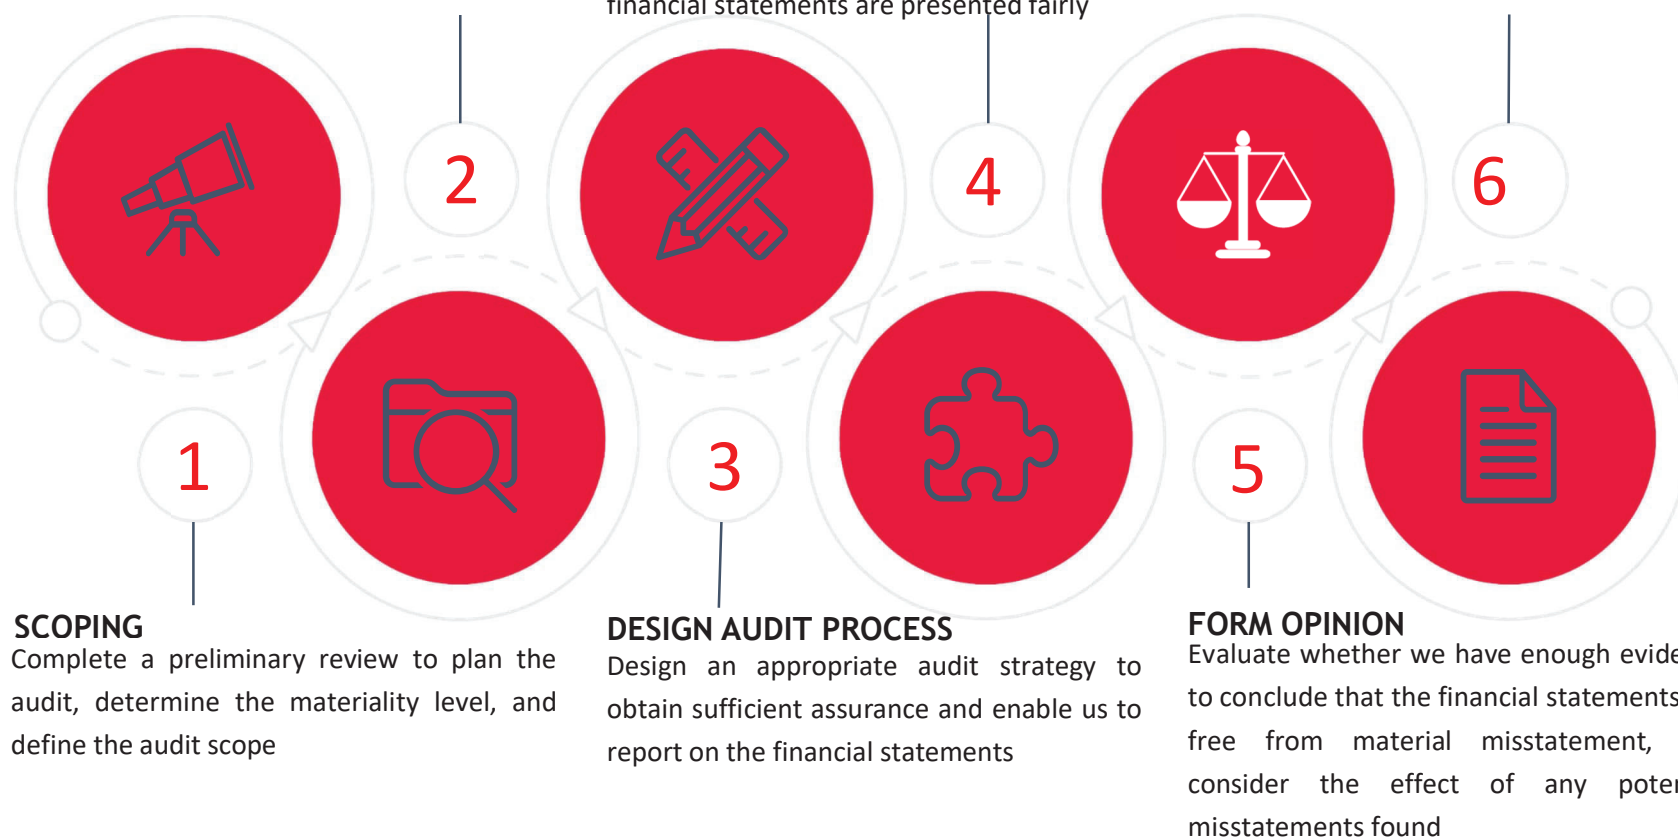 financial statements are presented fairly
2
4
6
1
3
5
SCOPING
Complete a preliminary review to plan the
audit, determine the materiality level, and
define the audit scope
DESIGN AUDIT PROCESS
Design an appropriate audit strategy to
obtain sufficient assurance and enable us to
report on the financial statements
FORM OPINION
Evaluate whether we have enough
to conclude that the financial statements
free from material misstatement,
consider the effect of any
misstatements found